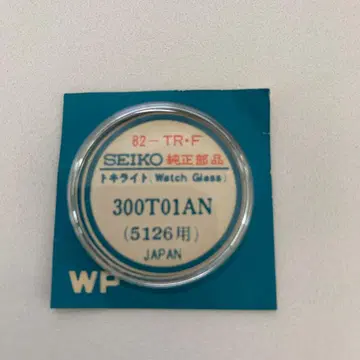 82-TR・F
SEIKO 純正部品
トキライト(Watch Glass)
300T01AN
(5126用)
JAPAN
WP